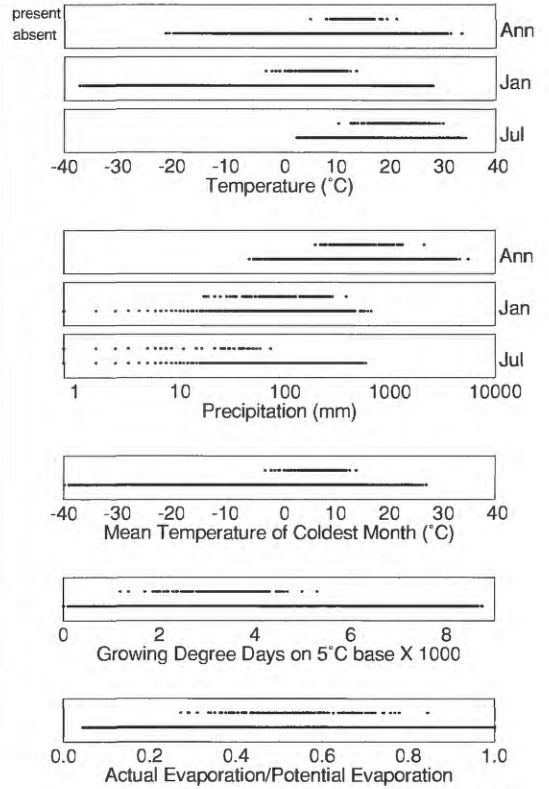 present
absent
Ann
Jan
Jul
-40 -30 -20 -10 0 10 20 30 40
Temperature (˚C)
Ann
Jan
Jul
1 10 100 1000 10000
Precipitation (mm)
-40 -30 -20 -10 0 10 26 30 40
Mean Temperature of Coldest Month (˚C)
0 2 4 6 8
Growing Degree Days on 5˚C base X 1000
0.0 0.2 0.4 0.6 0.8 1.0
Actual Evaporation/Potential Evaporation